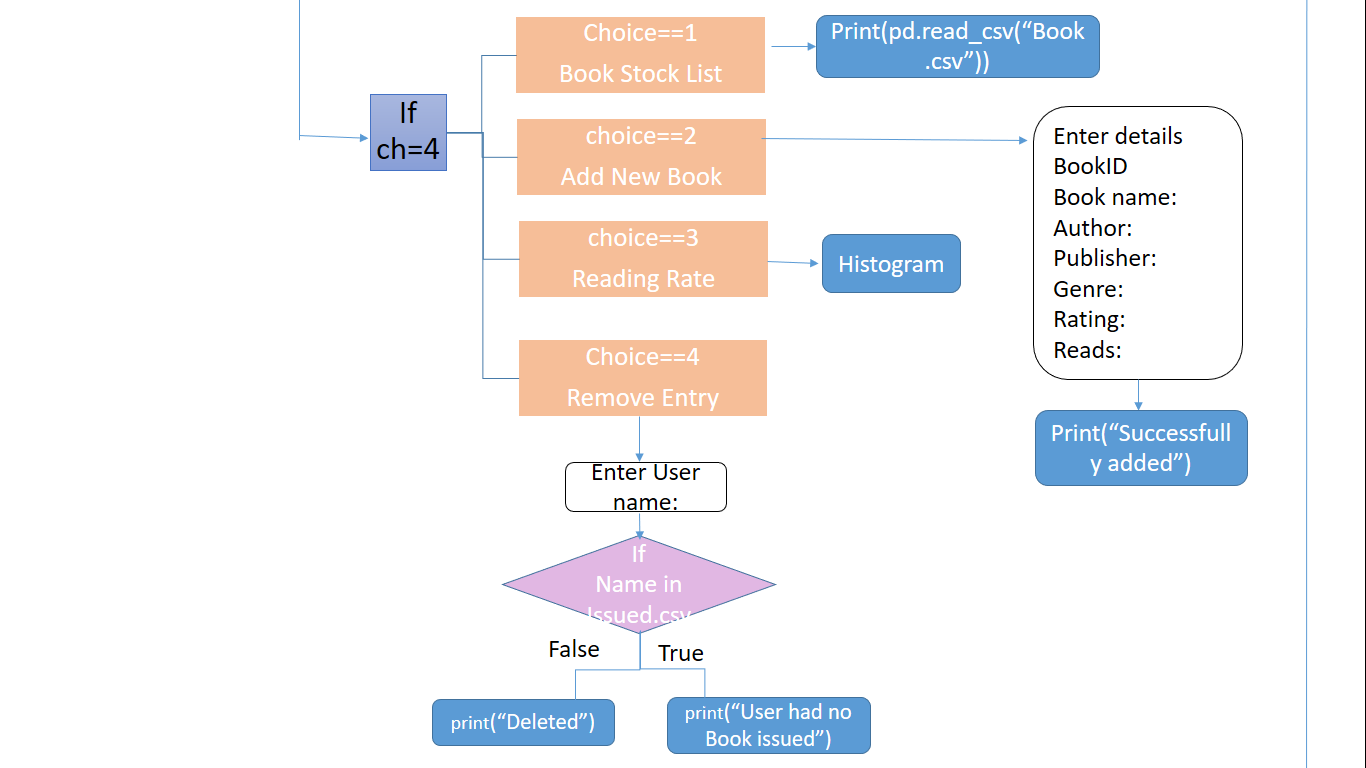 If
ch=4
Choice==1
Book Stock List
Print(pd.read_csv(“Book
.csv”))
choice==2
Add New Book
Enter details
BookID
Book name:
Author:
Publisher:
Genre:
Rating:
Reads:
Print(“Successfull
y added”)
choice==3
Reading Rate
Histogram
Choice==4
Remove Entry
Enter User
name:
If
Name in
Issued.csv
False
True
print(“Deleted”)
print(“User had no
Book issued”)